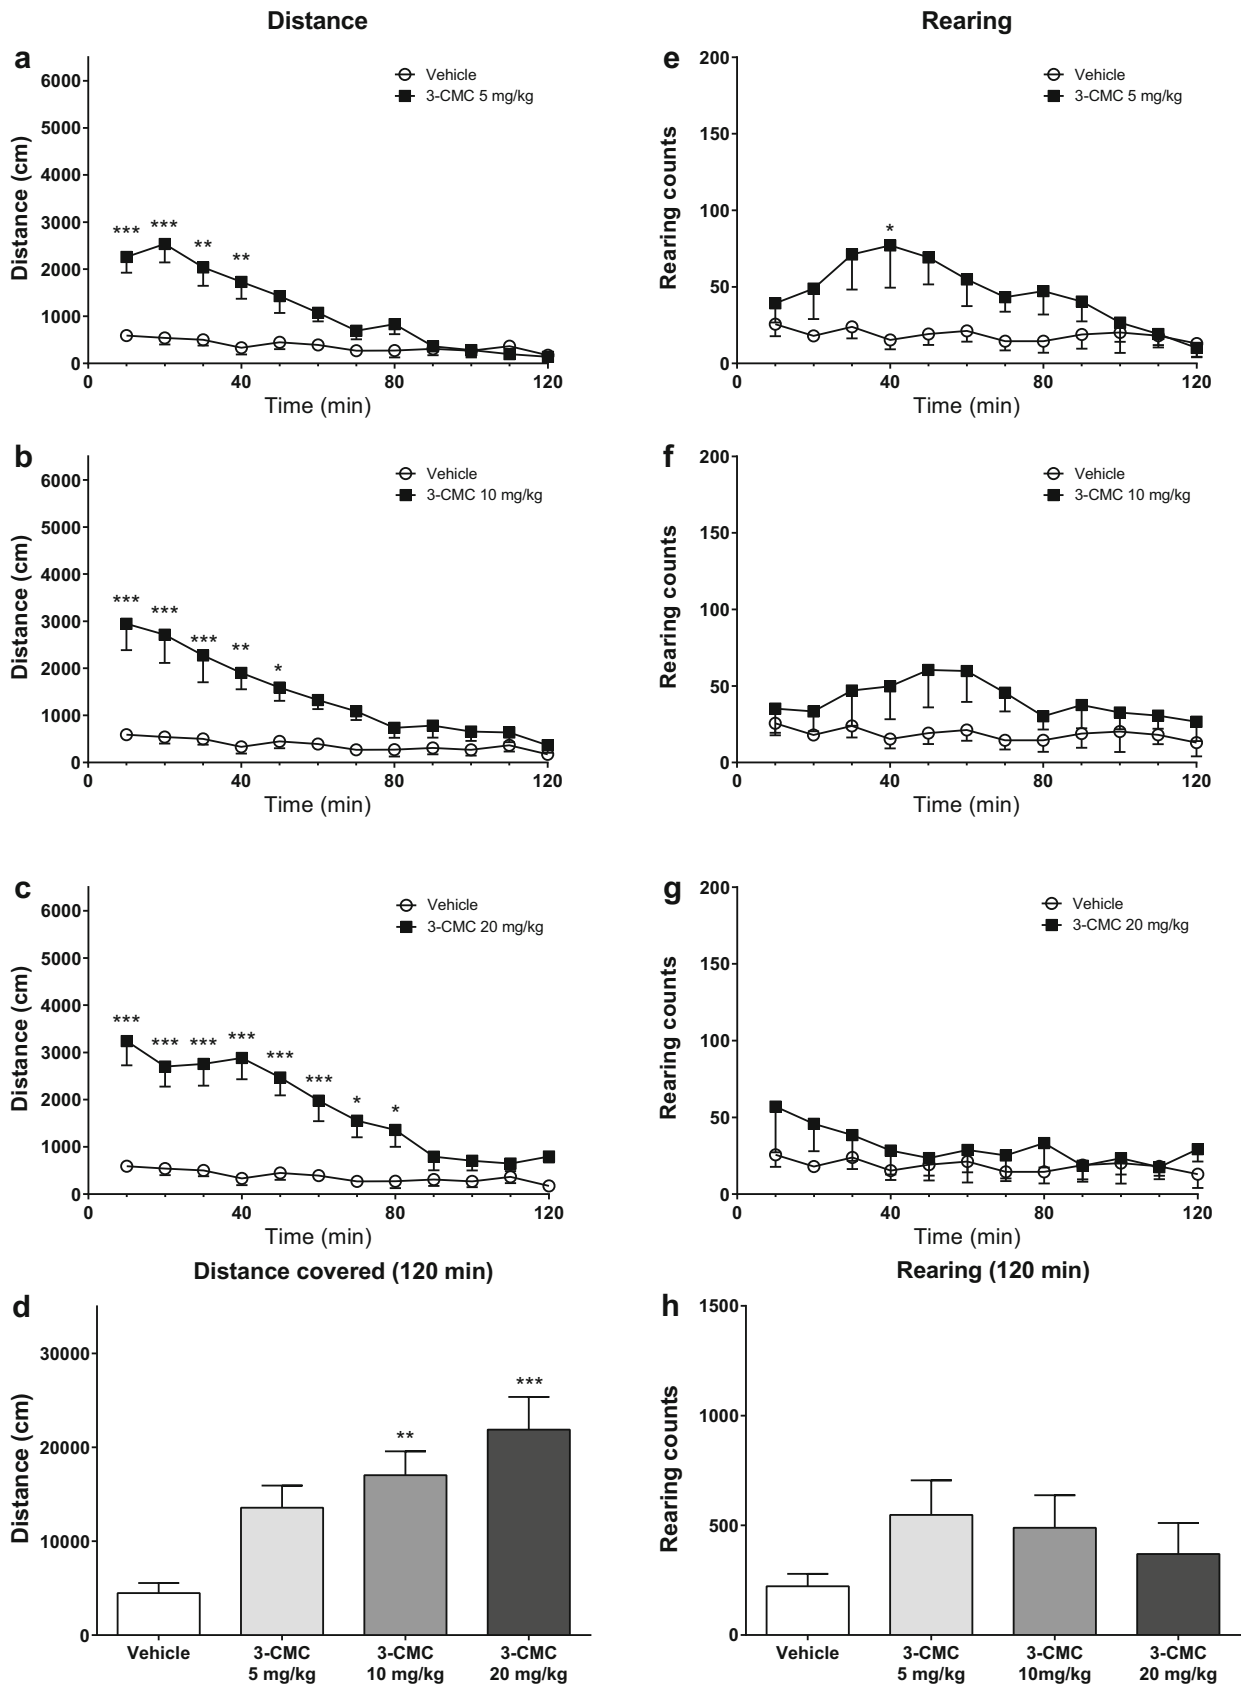 Distance
Rearing
a
6000
5000
4000
3000
2000
1000
0
Distance (cm)
Vehicle
3-CMC 5 mg/kg
*** *** ** **
0 40 80 120
Time (min)
e
200
150
100
50
0
Rearing counts
Vehicle
3-CMC 5 mg/kg
*
0 40 80 120
Time (min)
b
6000
5000
4000
3000
2000
1000
0
Distance (cm)
Vehicle
3-CMC 10 mg/kg
*** *** *** ** *
0 40 80 120
Time (min)
f
200
150
100
50
0
Rearing counts
Vehicle
3-CMC 10 mg/kg
0 40 80 120
Time (min)
c
6000
5000
4000
3000
2000
1000
0
Distance (cm)
Vehicle
3-CMC 20 mg/kg
*** *** *** *** *** *** * *
0 40 80 120
Time (min)
g
200
150
100
50
0
Rearing counts
Vehicle
3-CMC 20 mg/kg
0 40 80 120
Time (min)
Distance covered (120 min)
d
30000
20000
10000
0
Distance (cm)
** ***
Vehicle 3-CMC 3-CMC 3-CMC
5 mg/kg 10 mg/kg 20 mg/kg
Rearing (120 min)
h
1500
1000
500
0
Rearing counts
Vehicle 3-CMC 3-CMC 3-CMC
5 mg/kg 10mg/kg 20 mg/kg